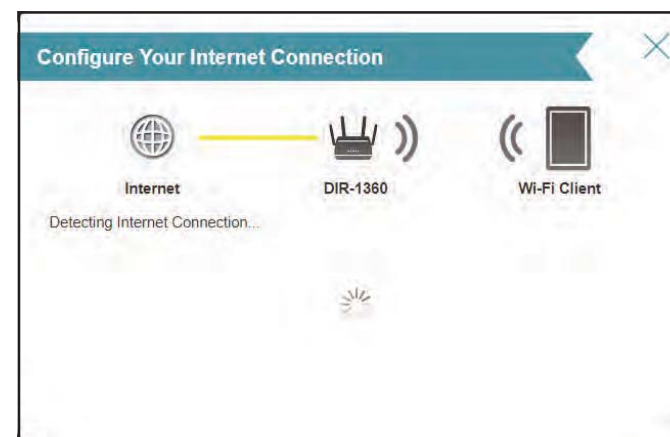 Configure Your Internet Connection
Internet
DIR-1360
Wi-Fi Client
Detecting Internet Connection...